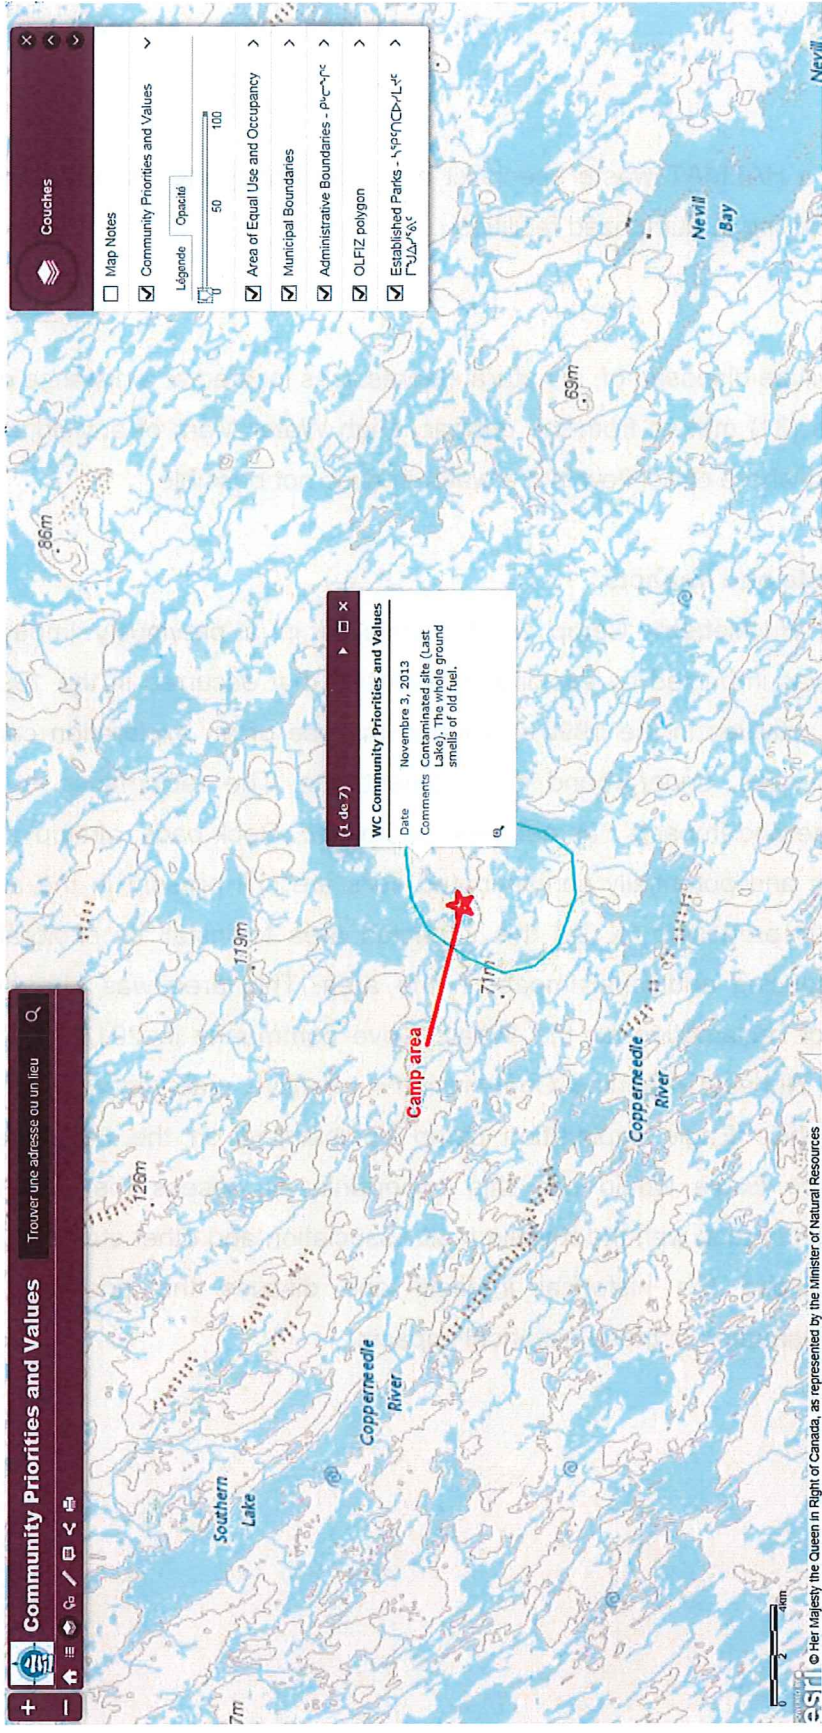 Community Priorities and Values
Trouver une adresse ou un lieu
+
−
Couches
Map Notes
Community Priorities and Values
Légende Opacité
0 50 100
Area of Equal Use and Occupancy
Municipal Boundaries
Administrative Boundaries - ᑭᒡᓕᖏᑦ
OLFIZ polygon
Established Parks -
(1 de 7)
WC Community Priorities and Values
Date Novembre 3, 2013
Comments Contaminated site (Last
Lake). The whole ground
smells of old fuel.
Camp area
7m
126m
119m
86m
71m
69m
Southern
Lake
Copperneedle
River
Copperneedle
River
Nevill
Bay
Nevill
0 2 4km
esri © Her Majesty the Queen in Right of Canada, as represented by the Minister of Natural Resources